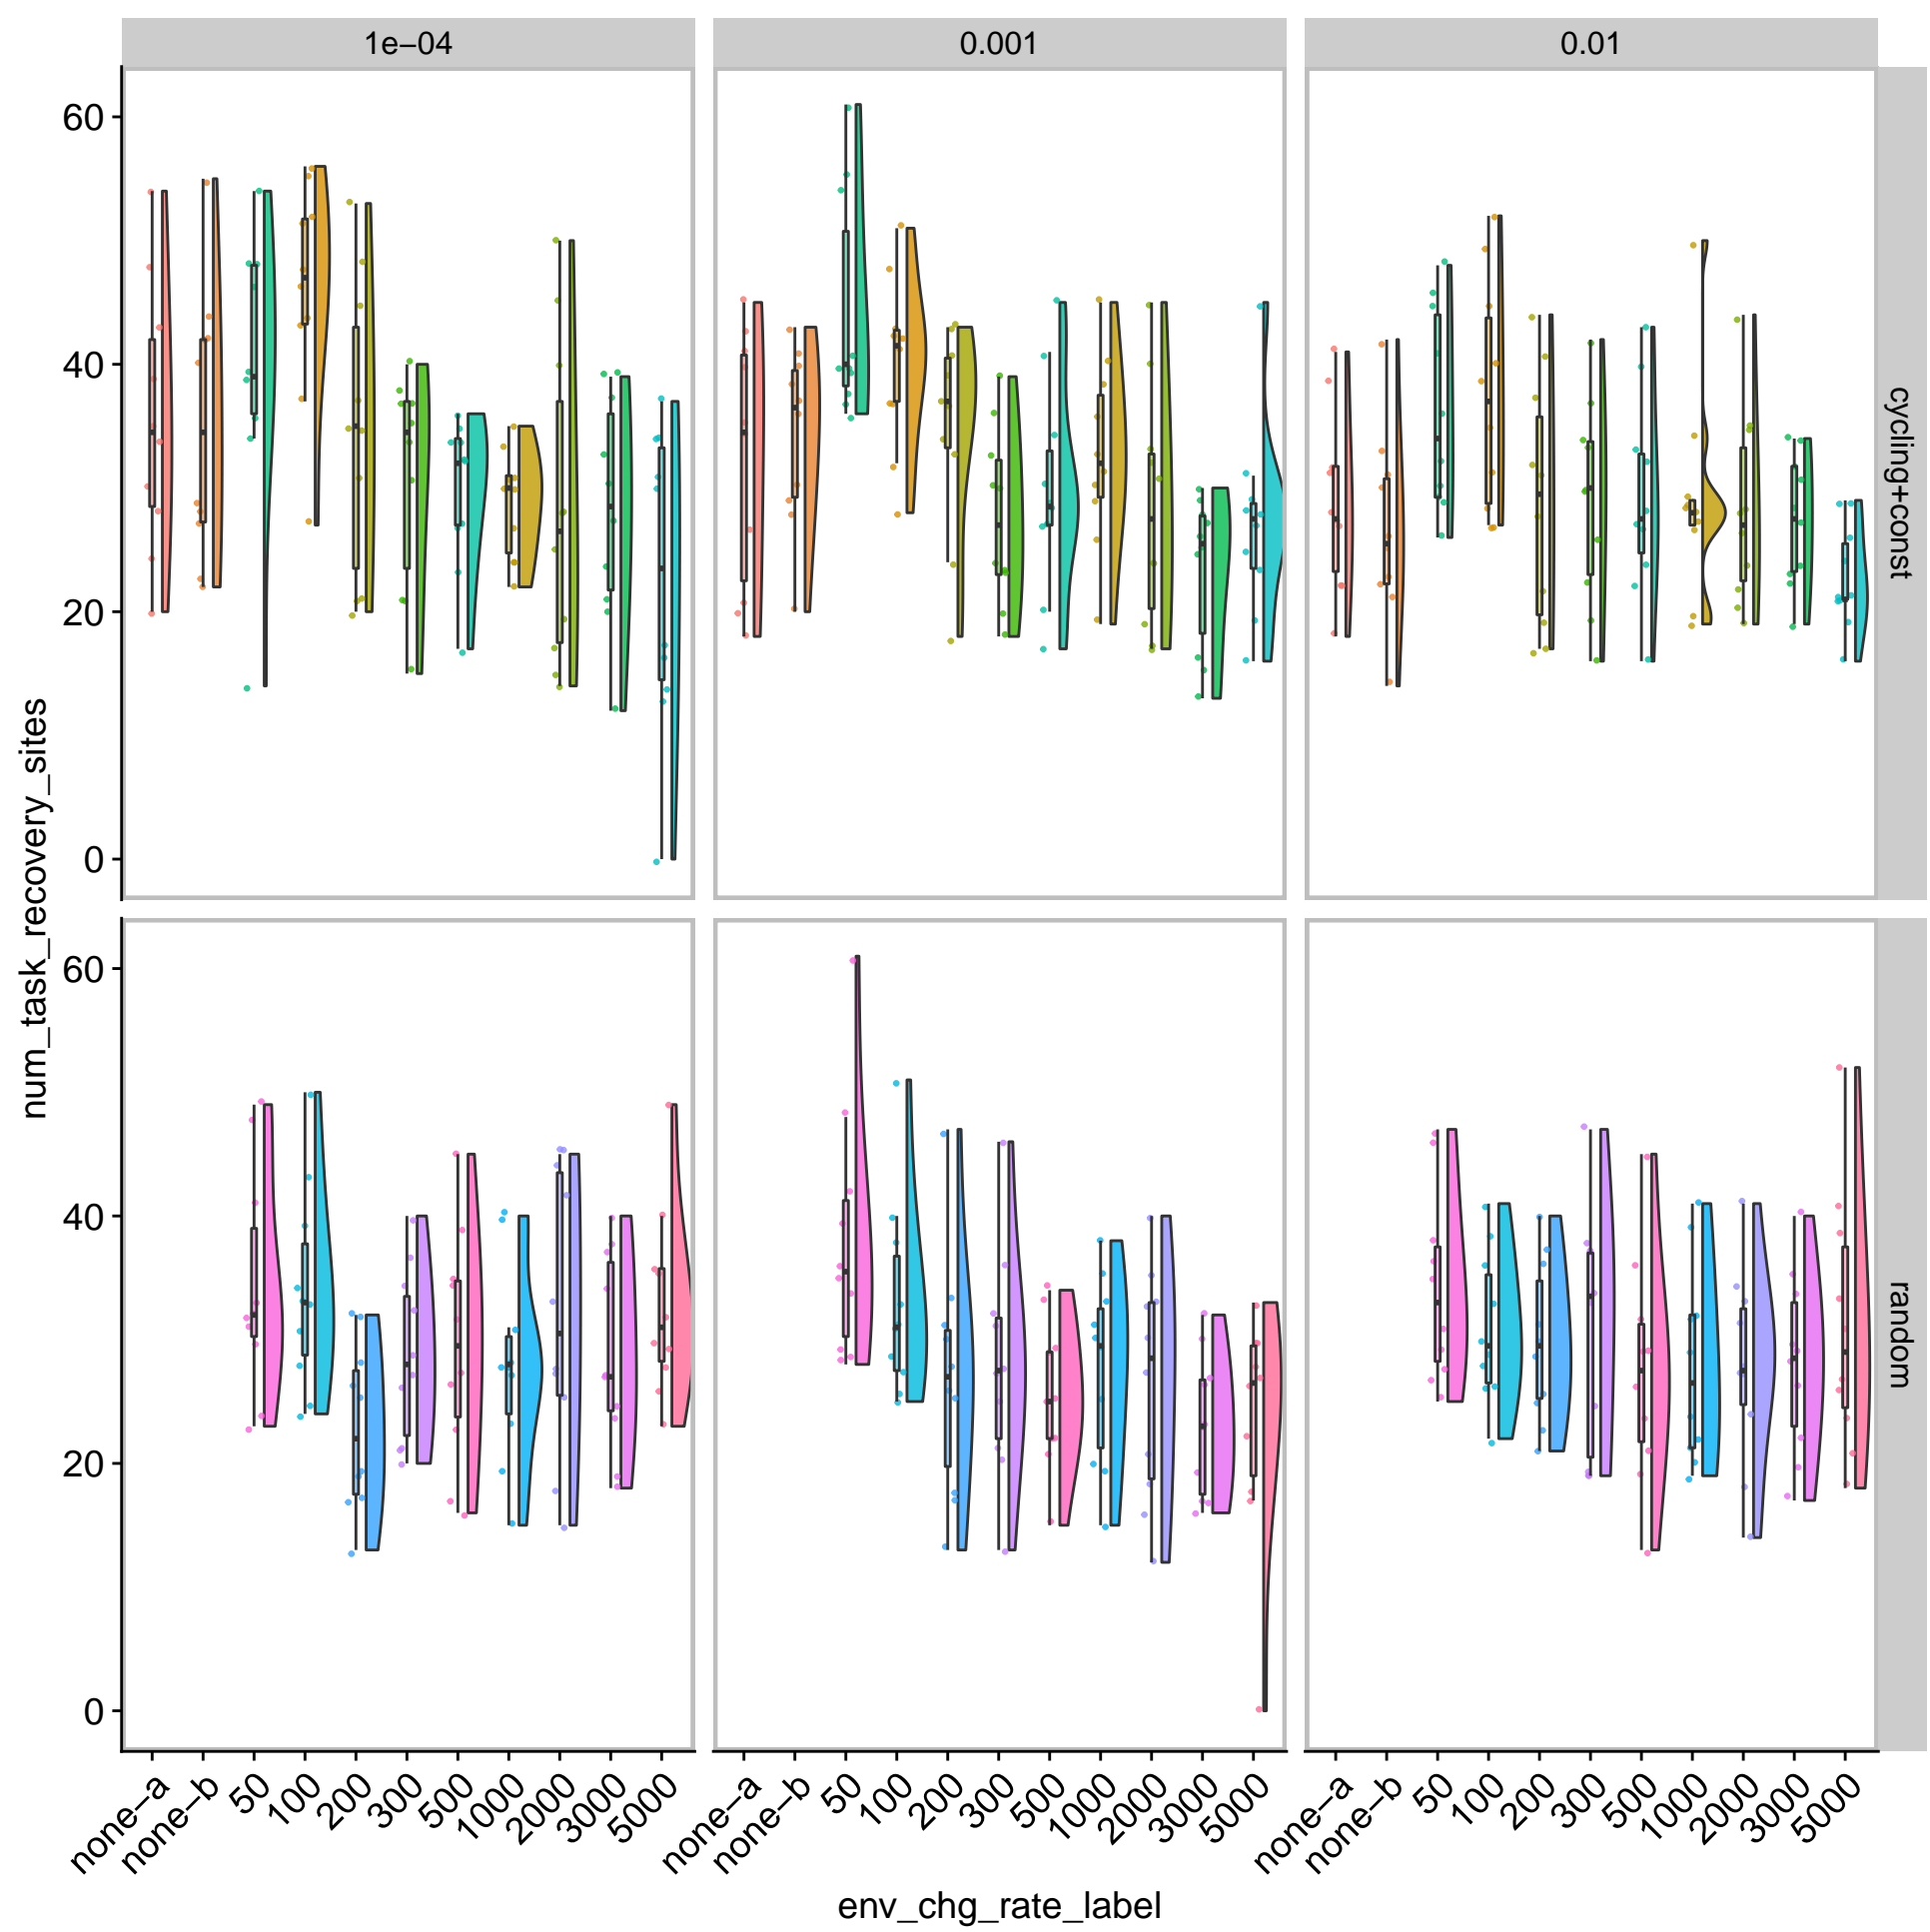 1e−04 0.001 0.01
60
40
20
0
cycling+const
60
40
20
0
random
num_task_recovery_sites
none−a none−b 50 100 200 300 500 1000 2000 3000 5000 none−a none−b 50 100 200 300 500 1000 2000 3000 5000 none−a none−b 50 100 200 300 500 1000 2000 3000 5000
env_chg_rate_label